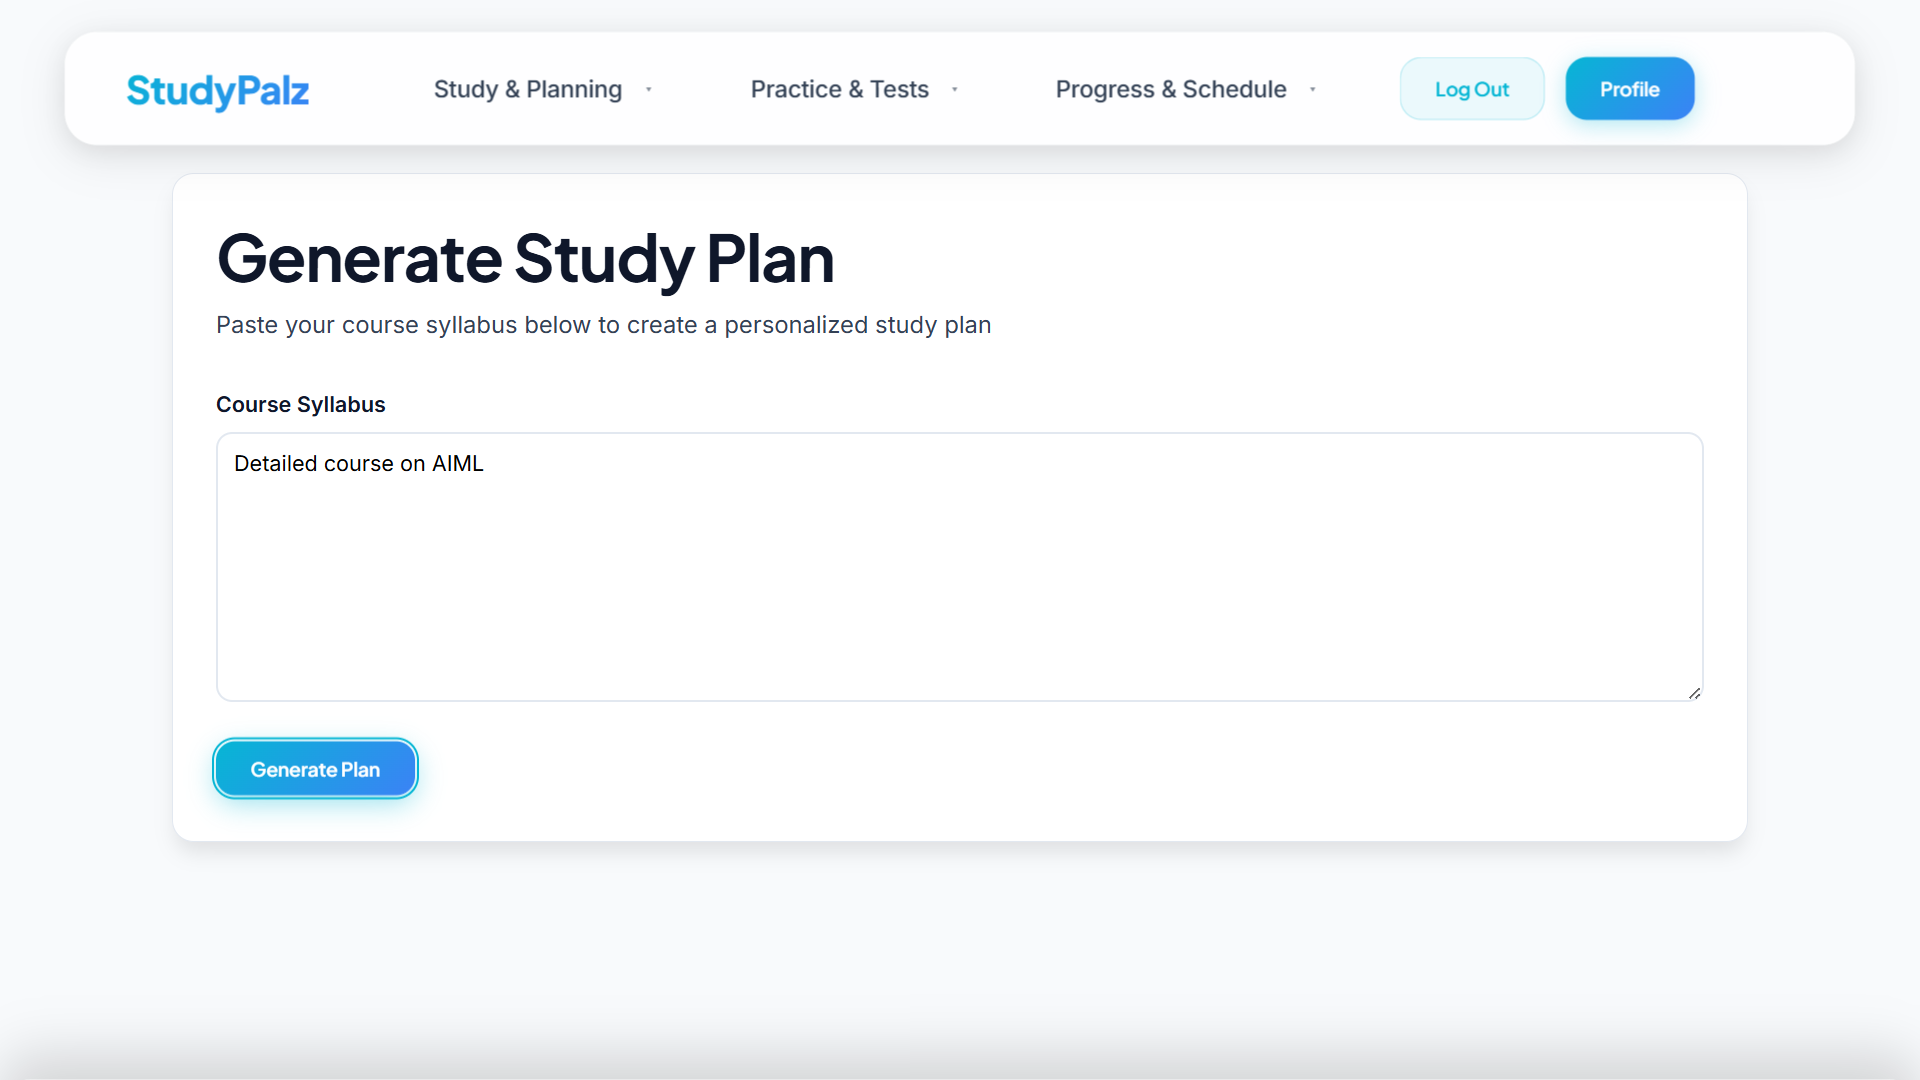 StudyPalz
Study & Planning
Practice & Tests
Progress & Schedule
Log Out
Profile
Generate Study Plan
Paste your course syllabus below to create a personalized study plan
Course Syllabus
Detailed course on AIML
Generate Plan